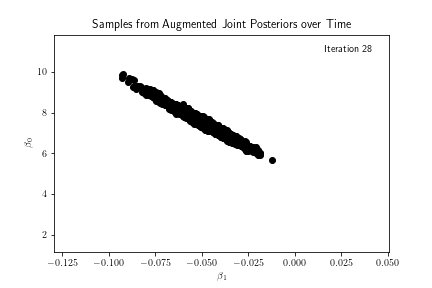 Samples from Augmented Joint Posteriors over Time
Iteration 28
10
8
6
4
2
β₀
−0.125 −0.100 −0.075 −0.050 −0.025 0.000 0.025 0.050
β₁